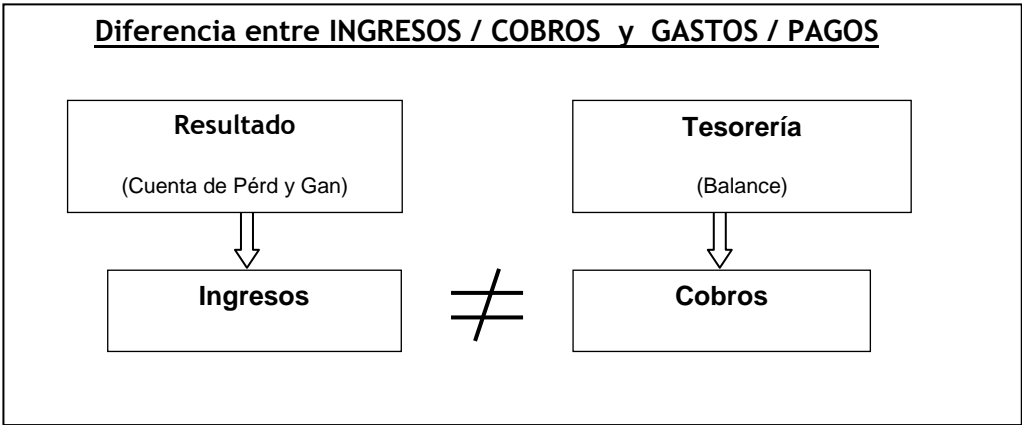 Diferencia entre INGRESOS / COBROS y GASTOS / PAGOS
Resultado
(Cuenta de Pérd y Gan)
Tesorería
(Balance)
Ingresos
≠
Cobros